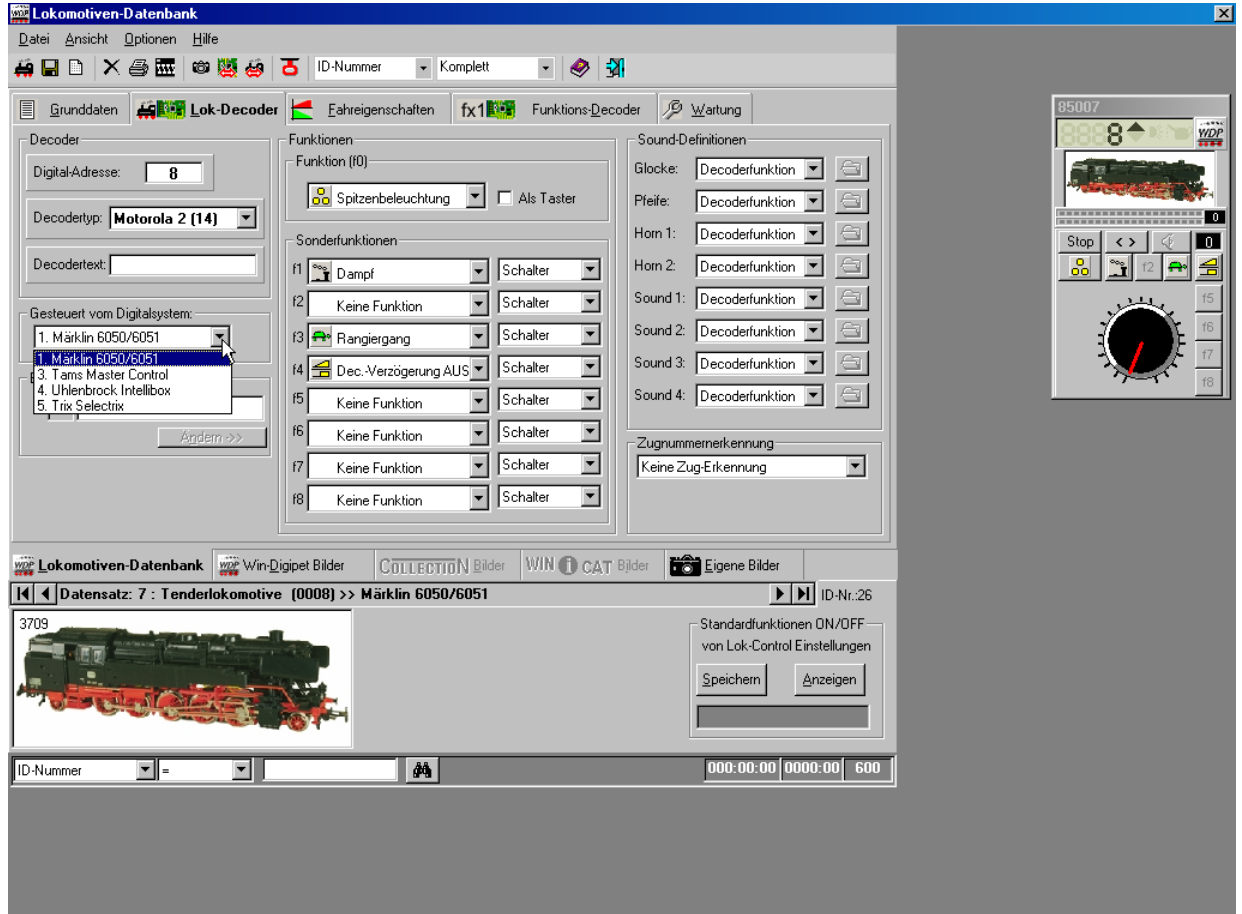 Lokomotiven-Datenbank
Datei Ansicht Optionen Hilfe
ID-Nummer Komplett
Grunddaten Lok-Decoder Fahreigenschaften fx1 Funktions-Decoder Wartung
Decoder
Digital-Adresse: 8
Decodertyp: Motorola 2 (14)
Decodertext:
Gesteuert vom Digitalsystem:
1. Märklin 6050/6051
1. Märklin 6050/6051
3. Tams Master Control
4. Uhlenbrock Intellibox
5. Trix Selectrix
Ändern ->>
Funktionen
Funktion (f0)
Spitzenbeleuchtung Als Taster
Sonderfunktionen
f1 Dampf Schalter
f2 Keine Funktion Schalter
f3 Rangiergang Schalter
f4 Dec.-Verzögerung AUS Schalter
f5 Keine Funktion Schalter
f6 Keine Funktion Schalter
f7 Keine Funktion Schalter
f8 Keine Funktion Schalter
Sound-Definitionen
Glocke: Decoderfunktion
Pfeife: Decoderfunktion
Horn 1: Decoderfunktion
Horn 2: Decoderfunktion
Sound 1: Decoderfunktion
Sound 2: Decoderfunktion
Sound 3: Decoderfunktion
Sound 4: Decoderfunktion
Zugnummernerkennung
Keine Zug-Erkennung
85007
8 WDP
0
Stop < > 0
f2
f5
f6
f7
f8
Lokomotiven-Datenbank Win-Digipet Bilder COLLECTION Bilder WIN CAT Bilder Eigene Bilder
Datensatz: 7 : Tenderlokomotive (0008) >> Märklin 6050/6051 ID-Nr.:26
3709
Standardfunktionen ON/OFF
von Lok-Control Einstellungen
Speichern Anzeigen
ID-Nummer = 000:00:00 0000:00 600